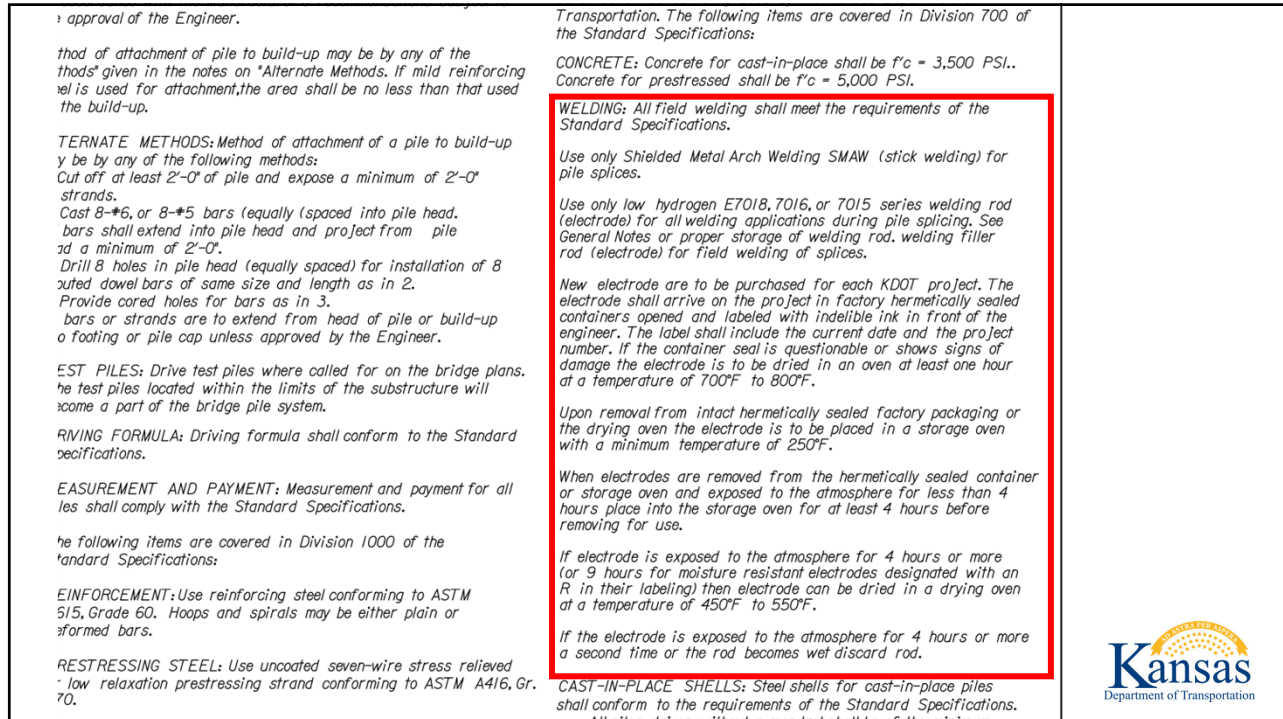 approval of the Engineer.
of attachment of pile to build-up may be by any of the
given in the notes on "Alternate Methods. If mild reinforcing
is used for attachment,the area shall be no less than that used
the build-up.
METHODS: Method of attachment of a pile to build-up
be by any of the following methods:
Cut off at least 2'-0" of pile and expose a minimum of 2'-0"
strands.
Cast 8-#6, or 8-#5 bars (equally (spaced into pile head.
bars shall extend into pile head and project from pile
a minimum of 2'-0".
Drill 8 holes in pile head (equally spaced) for installation of 8
dowel bars of same size and length as in 2.
Provide cored holes for bars as in 3.
bars or strands are to extend from head of pile or build-up
footing or pile cap unless approved by the Engineer.
PILES: Drive test piles where called for on the bridge plans.
test piles located within the limits of the substructure will
become a part of the bridge pile system.
FORMULA: Driving formula shall conform to the Standard
AND PAYMENT: Measurement and payment for all
shall comply with the Standard Specifications.
following items are covered in Division 1000 of the
Specifications:
Use reinforcing steel conforming to ASTM
615, Grade 60. Hoops and spirals may be either plain or
bars.
STEEL: Use uncoated seven-wire stress relieved
low relaxation prestressing strand conforming to ASTM A416, Gr.
70.
Transportation. The following items are covered in Division 700 of
the Standard Specifications:
CONCRETE: Concrete for cast-in-place shall be f'c = 3,500 PSI..
Concrete for prestressed shall be f'c = 5,000 PSI.
WELDING: All field welding shall meet the requirements of the
Standard Specifications.
Use only Shielded Metal Arch Welding SMAW (stick welding) for
pile splices.
Use only low hydrogen E7018, 7016, or 7015 series welding rod
(electrode) for all welding applications during pile splicing. See
General Notes or proper storage of welding rod. welding filler
rod (electrode) for field welding of splices.
New electrode are to be purchased for each KDOT project. The
electrode shall arrive on the project in factory hermetically sealed
containers opened and labeled with indelible ink in front of the
engineer. The label shall include the current date and the project
number. If the container seal is questionable or shows signs of
damage the electrode is to be dried in an oven at least one hour
at a temperature of 700°F to 800°F.
Upon removal from intact hermetically sealed factory packaging or
the drying oven the electrode is to be placed in a storage oven
with a minimum temperature of 250°F.
When electrodes are removed from the hermetically sealed container
or storage oven and exposed to the atmosphere for less than 4
hours place into the storage oven for at least 4 hours before
removing for use.
If electrode is exposed to the atmosphere for 4 hours or more
(or 9 hours for moisture resistant electrodes designated with an
R in their labeling) then electrode can be dried in a drying oven
at a temperature of 450°F to 550°F.
If the electrode is exposed to the atmosphere for 4 hours or more
a second time or the rod becomes wet discard rod.
CAST-IN-PLACE SHELLS: Steel shells for cast-in-place piles
shall conform to the requirements of the Standard Specifications.
AD ASTRA PER ASPERA
Kansas
Department of Transportation